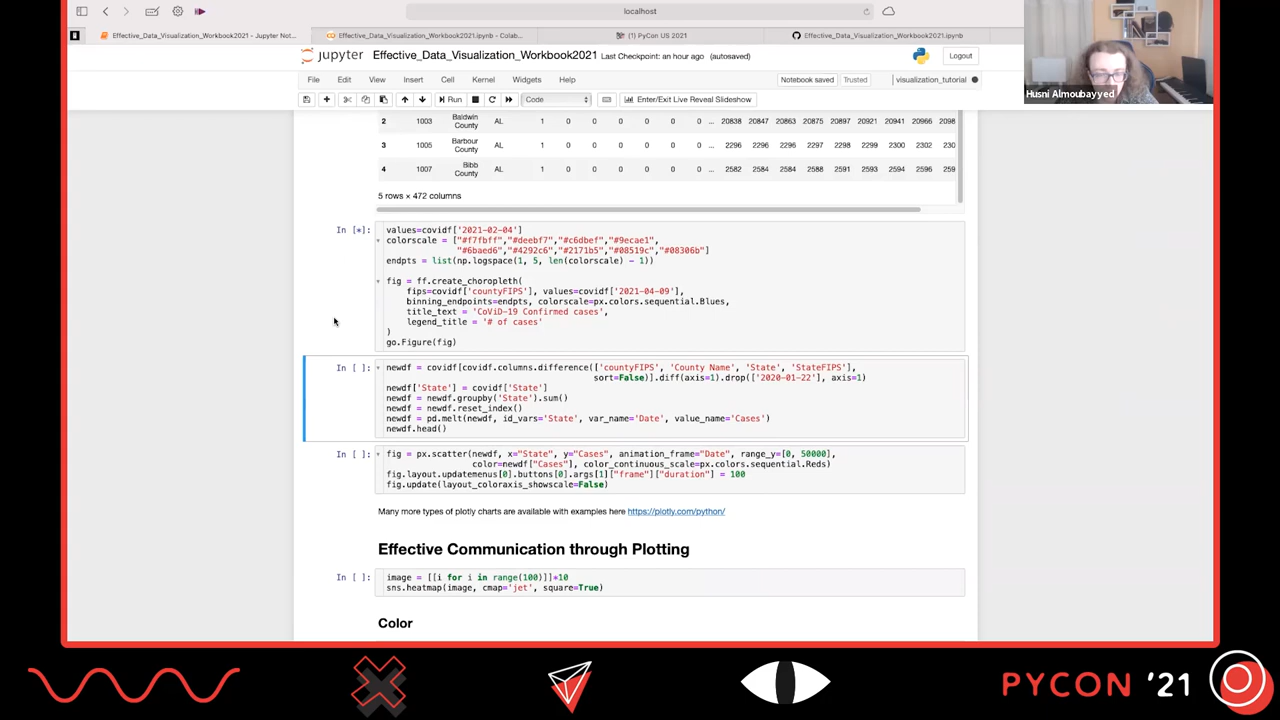 localhost
Effective_Data_Visualization_Workbook2021 - Jupyter Not...
Effective_Data_Visualization_Workbook2021.ipynb - Colab...
PyCon US 2021
Effective_Data_Visualization_Workbook2021.ipynb
jupyter Effective_Data_Visualization_Workbook2021 Last Checkpoint: an hour ago (autosaved)
Logout
File Edit View Insert Cell Kernel Widgets Help
Notebook saved Trusted visualization_tutorial
Run Code Enter/Exit Live Reveal Slideshow
Husni Almoubayyed
2 1003 Baldwin County AL 1 0 0 0 0 0 0 ... 20838 20847 20863 20875 20897 20921 20941 20966 2098
3 1005 Barbour County AL 1 0 0 0 0 0 0 ... 2296 2296 2297 2298 2299 2300 2302 230
4 1007 Bibb County AL 1 0 0 0 0 0 0 ... 2582 2584 2584 2588 2591 2593 2594 2596 259
5 rows × 472 columns
In [*]: values=covidf['2021-02-04']
colorscale = ["#f7fbff","#deebf7","#c6dbef","#9ecae1",
"#6baed6","#4292c6","#2171b5","#08519c","#08306b"]
endpts = list(np.logspace(1, 5, len(colorscale) - 1))
fig = ff.create_choropleth(
fips=covidf['countyFIPS'], values=covidf['2021-04-09'],
binning_endpoints=endpts, colorscale=px.colors.sequential.Blues,
title_text = 'CoViD-19 Confirmed cases',
legend_title = '# of cases'
)
go.Figure(fig)
In [ ]: newdf = covidf[covidf.columns.difference(['countyFIPS', 'County Name', 'State', 'StateFIPS'],
sort=False)].diff(axis=1).drop(['2020-01-22'], axis=1)
newdf['State'] = covidf['State']
newdf = newdf.groupby('State').sum()
newdf = newdf.reset_index()
newdf = pd.melt(newdf, id_vars='State', var_name='Date', value_name='Cases')
newdf.head()
In [ ]: fig = px.scatter(newdf, x="State", y="Cases", animation_frame="Date", range_y=[0, 50000],
color=newdf["Cases"], color_continuous_scale=px.colors.sequential.Reds)
fig.layout.updatemenus[0].buttons[0].args[1]["frame"]["duration"] = 100
fig.update(layout_coloraxis_showscale=False)
Many more types of plotly charts are available with examples here https://plotly.com/python/
Effective Communication through Plotting
In [ ]: image = [[i for i in range(100)]]*10
sns.heatmap(image, cmap='jet', square=True)
Color
PYCON '21